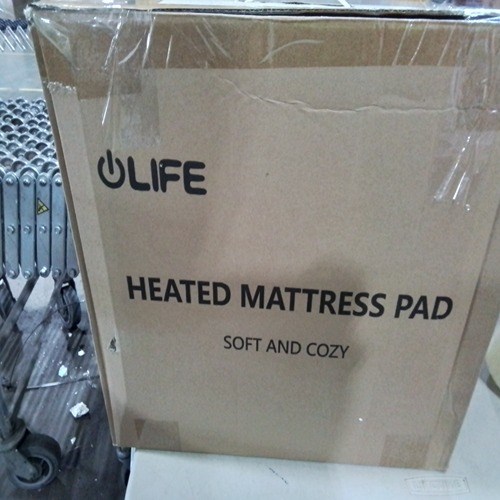 OLIFE
HEATED MATTRESS PAD
SOFT AND COZY